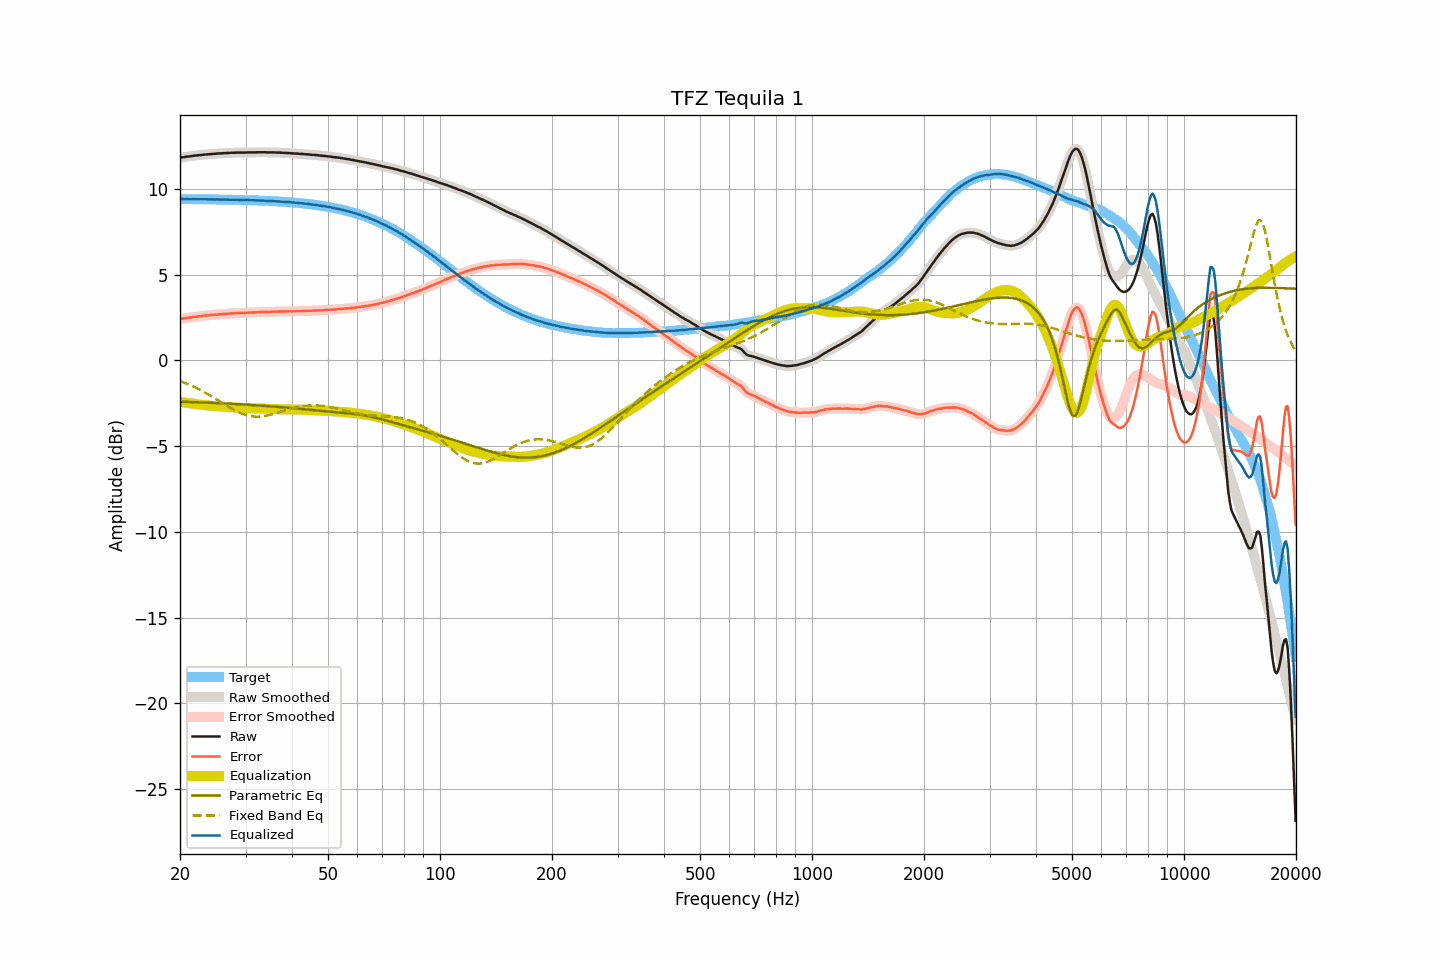 TFZ Tequila 1
Amplitude (dBr)
10
5
0
−5
−10
−15
−20
−25
Target
Raw Smoothed
Error Smoothed
Raw
Error
Equalization
Parametric Eq
Fixed Band Eq
Equalized
20 50 100 200 500 1000 2000 5000 10000 20000
Frequency (Hz)